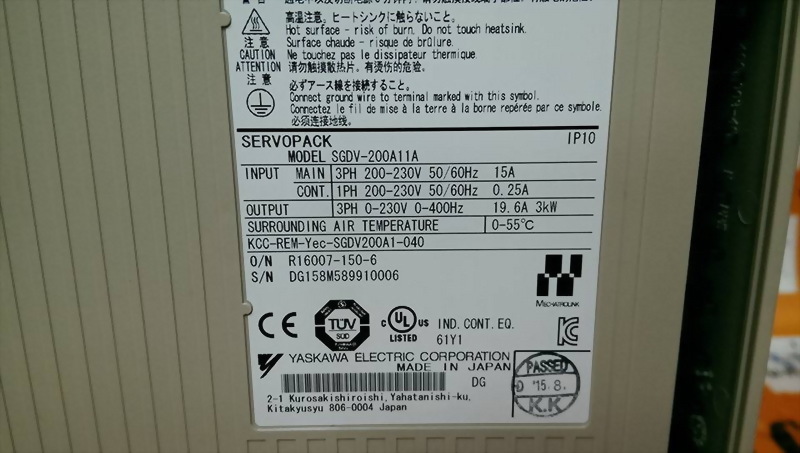 高温注意。ヒートシンクに触らないこと。
Hot surface - risk of burn. Do not touch heatsink.
注意
CAUTION
ATTENTION
注意
Surface chaude - risque de brûlure.
Ne touchez pas le dissipateur thermique.
请勿触摸散热片。有烫伤的危险。
必ずアース線を接続すること。
Connect ground wire to terminal marked with this symbol.
Connectez le fil de mise à la terre à la borne repérée par ce symbole.
必须连接地线。
SERVOPACK IP10
MODEL SGDV-200A11A
INPUT MAIN 3PH 200-230V 50/60Hz 15A
CONT. 1PH 200-230V 50/60Hz 0.25A
OUTPUT 3PH 0-230V 0-400Hz 19.6A 3kW
SURROUNDING AIR TEMPERATURE 0-55℃
KCC-REM-Yec-SGDV200A1-040
O/N R16007-150-6
S/N DG158M589910006
MECHATROLINK
CE
TÜV
SÜD
C UL US
LISTED
IND. CONT. EQ.
61Y1
YASKAWA ELECTRIC CORPORATION
MADE IN JAPAN
DG
2-1 Kurosakishiroishi, Yahatanishi-ku,
Kitakyusyu 806-0004 Japan
PASSED
D '15.8.
K.K